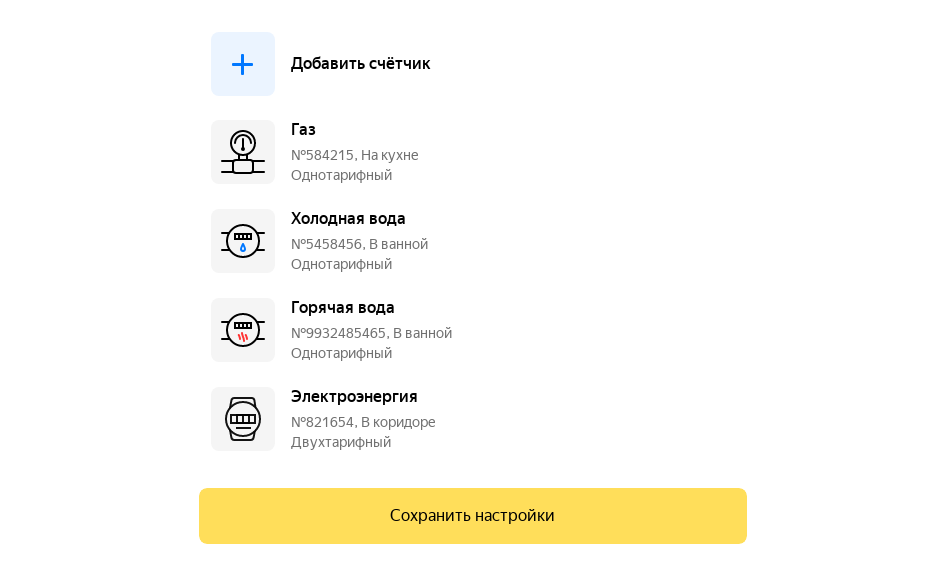 Добавить счётчик
Газ
№584215, На кухне
Однотарифный
Холодная вода
№5458456, В ванной
Однотарифный
Горячая вода
№9932485465, В ванной
Однотарифный
Электроэнергия
№821654, В коридоре
Двухтарифный
Сохранить настройки